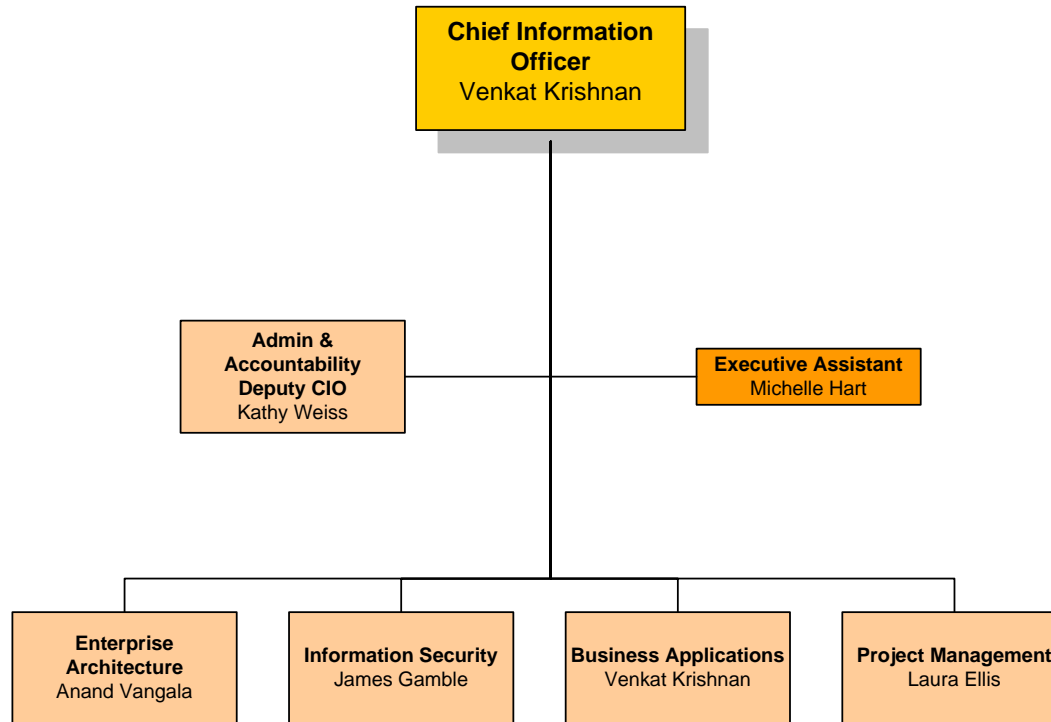 Chief Information
Officer
Venkat Krishnan
Admin &
Accountability
Deputy CIO
Kathy Weiss
Executive Assistant
Michelle Hart
Enterprise
Architecture
Anand Vangala
Information Security
James Gamble
Business Applications
Venkat Krishnan
Project Management
Laura Ellis